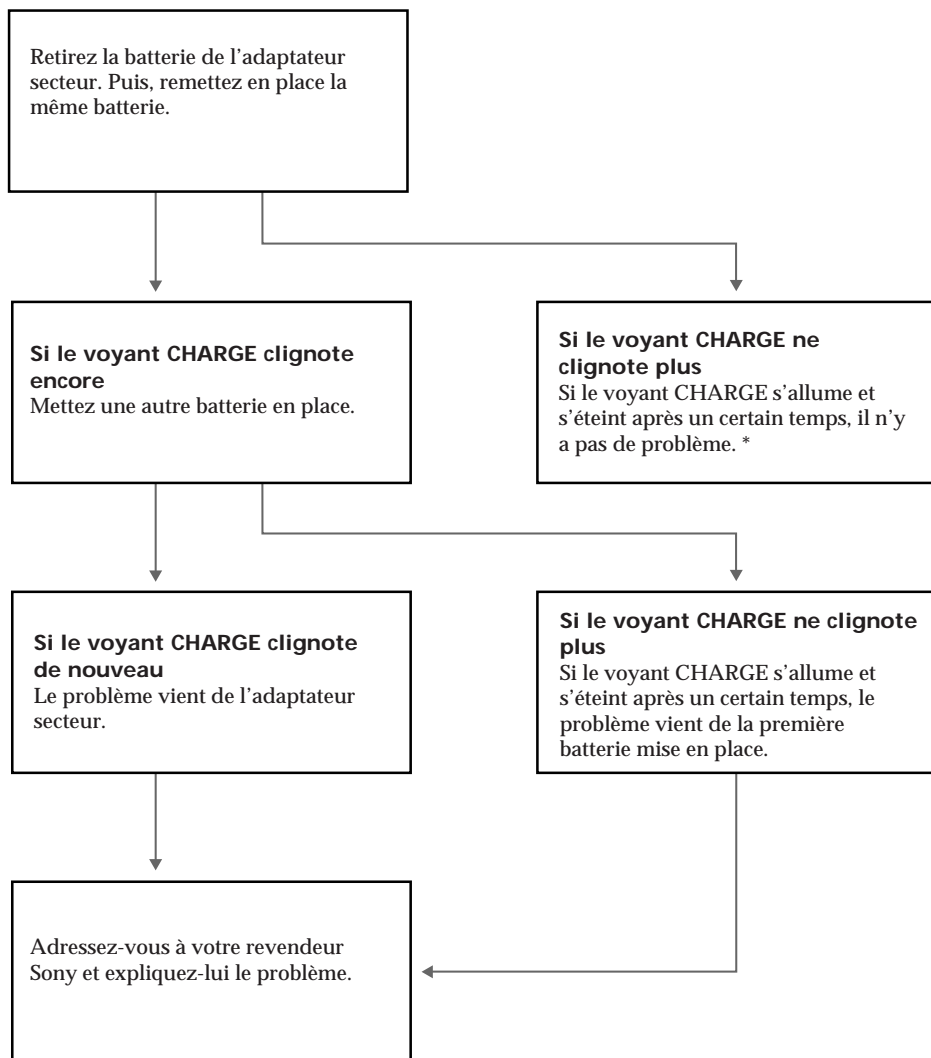 Retirez la batterie de l’adaptateur
secteur. Puis, remettez en place la
même batterie.
Si le voyant CHARGE clignote
encore
Mettez une autre batterie en place.
Si le voyant CHARGE ne
clignote plus
Si le voyant CHARGE s’allume et
s’éteint après un certain temps, il n’y
a pas de problème. *
Si le voyant CHARGE clignote
de nouveau
Le problème vient de l’adaptateur
secteur.
Si le voyant CHARGE ne clignote
plus
Si le voyant CHARGE s’allume et
s’éteint après un certain temps, le
problème vient de la première
batterie mise en place.
Adressez-vous à votre revendeur
Sony et expliquez-lui le problème.